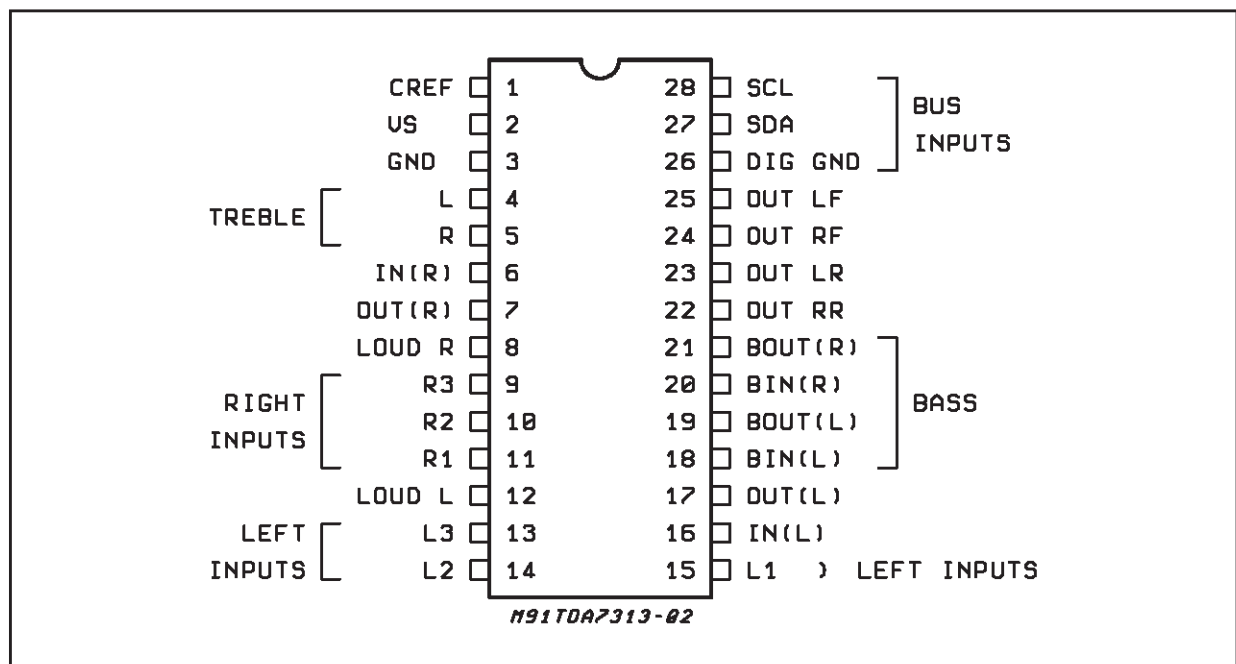 CREF 1 28 SCL
VS 2 27 SDA
GND 3 26 DIG GND
BUS INPUTS
TREBLE
L 4 25 OUT LF
R 5 24 OUT RF
IN(R) 6 23 OUT LR
OUT(R) 7 22 OUT RR
LOUD R 8 21 BOUT(R)
RIGHT INPUTS
R3 9 20 BIN(R)
R2 10 19 BOUT(L)
R1 11 18 BIN(L)
BASS
LOUD L 12 17 OUT(L)
LEFT INPUTS
L3 13 16 IN(L)
L2 14 15 L1 ) LEFT INPUTS
M91TDA7313-02